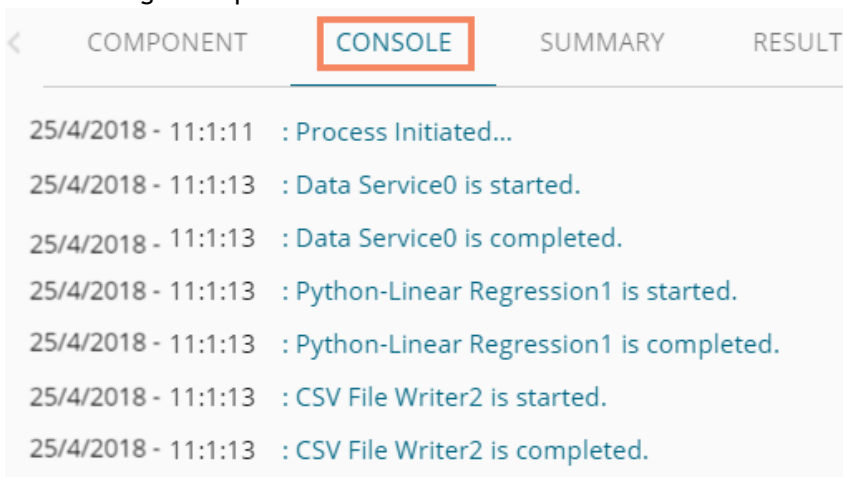 < COMPONENT CONSOLE SUMMARY RESULT
25/4/2018 - 11:1:11 : Process Initiated...
25/4/2018 - 11:1:13 : Data Service0 is started.
25/4/2018 - 11:1:13 : Data Service0 is completed.
25/4/2018 - 11:1:13 : Python-Linear Regression1 is started.
25/4/2018 - 11:1:13 : Python-Linear Regression1 is completed.
25/4/2018 - 11:1:13 : CSV File Writer2 is started.
25/4/2018 - 11:1:13 : CSV File Writer2 is completed.